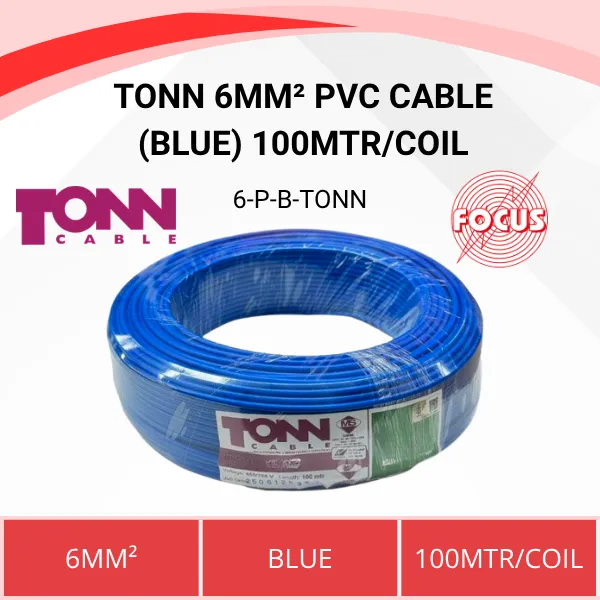 TONN 6MM² PVC CABLE
(BLUE) 100MTR/COIL
6-P-B-TONN
TONN
CABLE
FOCUS
TONN
CABLE
6MM²
BLUE
100MTR/COIL